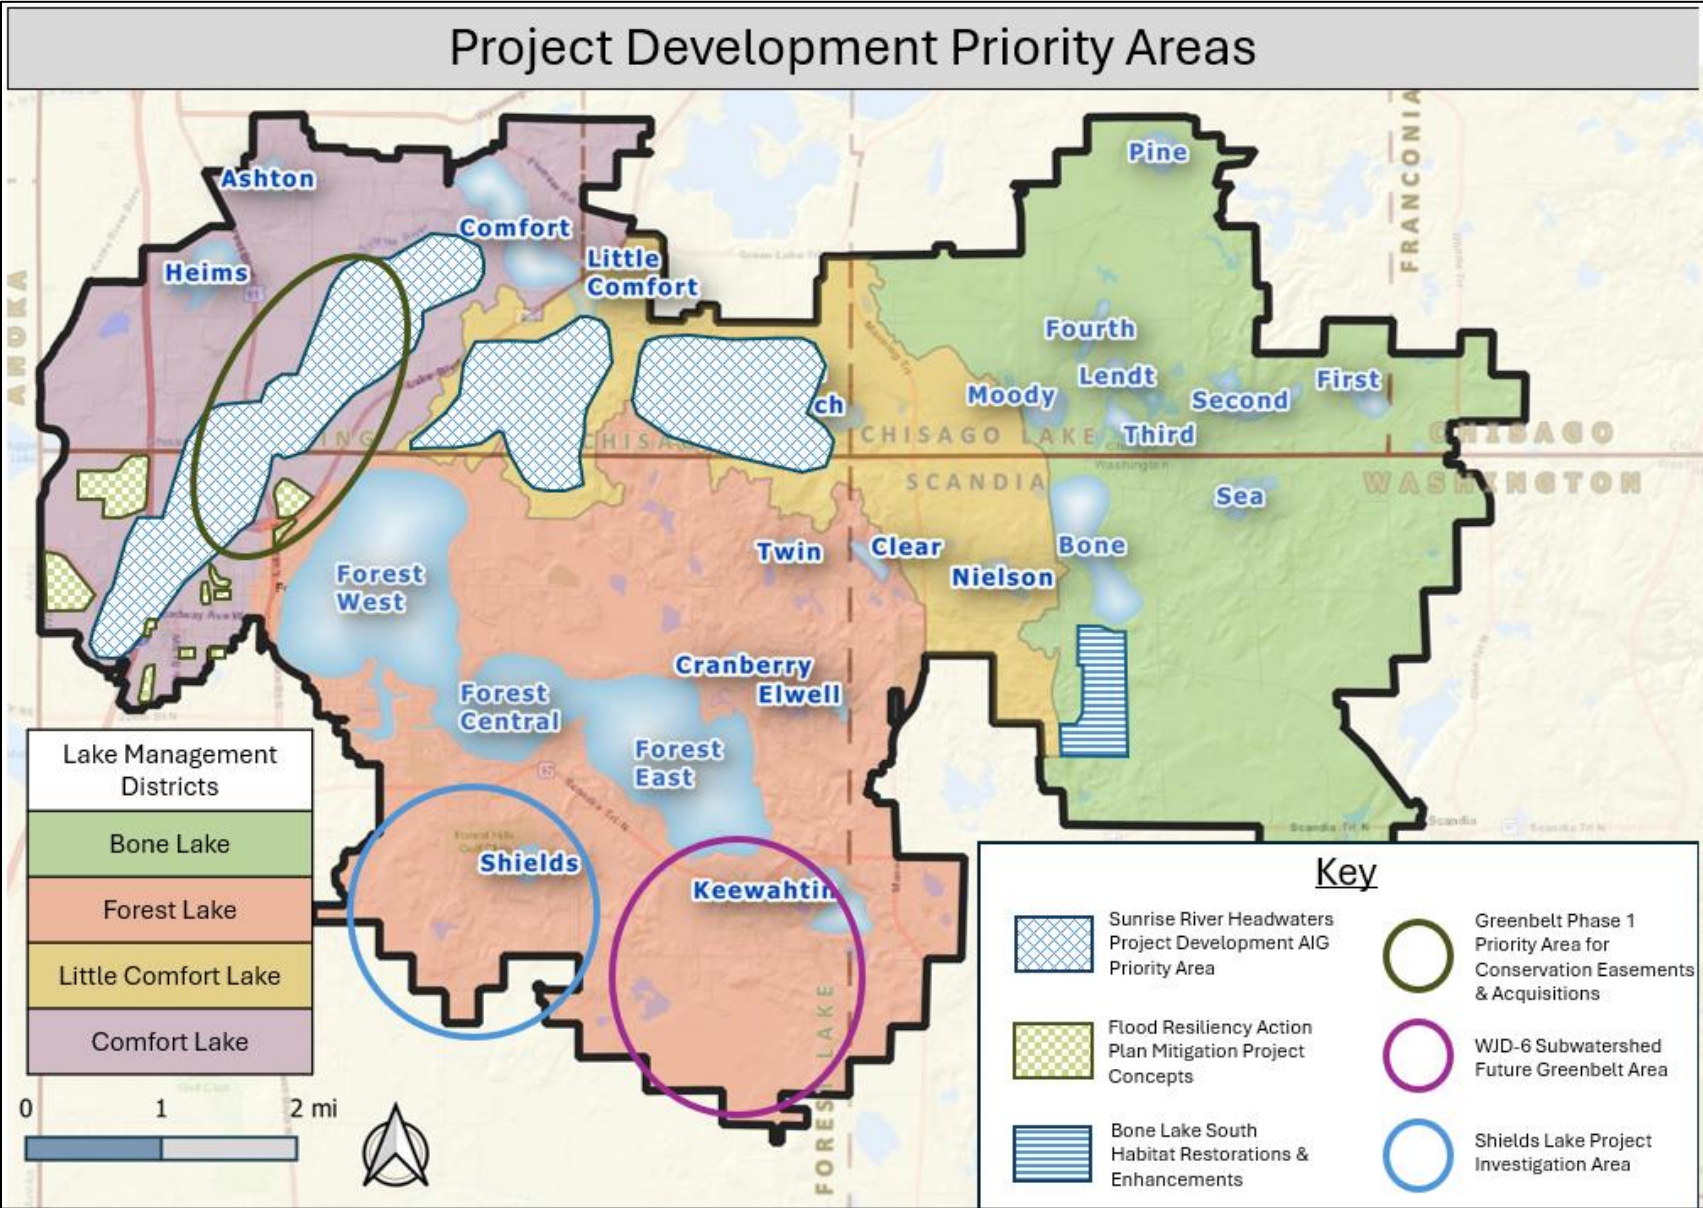 Project Development Priority Areas
FRANCONIA
Pine
Ashton
Comfort
Little
Comfort
Heims
ANOKA
Fourth
Lendt
First
Moody
Second
ch
Third
CHISAGO LAKE
CHISAGO
SCANDIA
WASHINGTON
Sea
Twin
Clear
Bone
Forest
West
Nielson
Cranberry
Elwell
Forest
Central
Forest
East
Shields
Keewahtin
FOREST LAKE
Scandia Trl N
Scandia
Lake Management
Districts
Bone Lake
Forest Lake
Little Comfort Lake
Comfort Lake
0 1 2 mi
Key
Sunrise River Headwaters
Project Development AIG
Priority Area
Flood Resiliency Action
Plan Mitigation Project
Concepts
Bone Lake South
Habitat Restorations &
Enhancements
Greenbelt Phase 1
Priority Area for
Conservation Easements
& Acquisitions
WJD-6 Subwatershed
Future Greenbelt Area
Shields Lake Project
Investigation Area